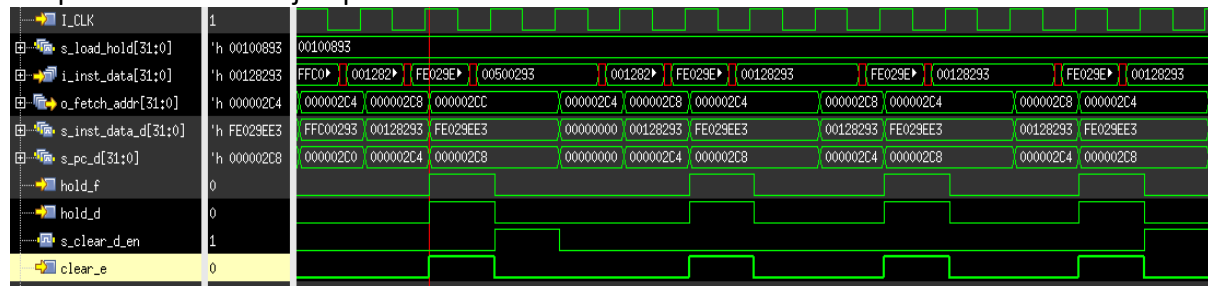 I_CLK 1
s_load_hold[31:0] 'h 00100893 00100893
i_inst_data[31:0] 'h 00128293 FFC0 001282 FE029E 00500293 001282 FE029E 00128293 FE029E 00128293 FE029E 00128293
o_fetch_addr[31:0] 'h 000002C4 000002C4 000002C8 000002CC 000002C4 000002C8 000002C4 000002C8 000002C4 000002C8 000002C4
s_inst_data_d[31:0] 'h FE029EE3 FFC00293 00128293 FE029EE3 00000000 00128293 FE029EE3 00128293 FE029EE3 00128293 FE029EE3
s_pc_d[31:0] 'h 000002C8 000002C0 000002C4 000002C8 00000000 000002C4 000002C8 000002C4 000002C8 000002C4 000002C8
hold_f 0
hold_d 0
s_clear_d_en 1
clear_e 0